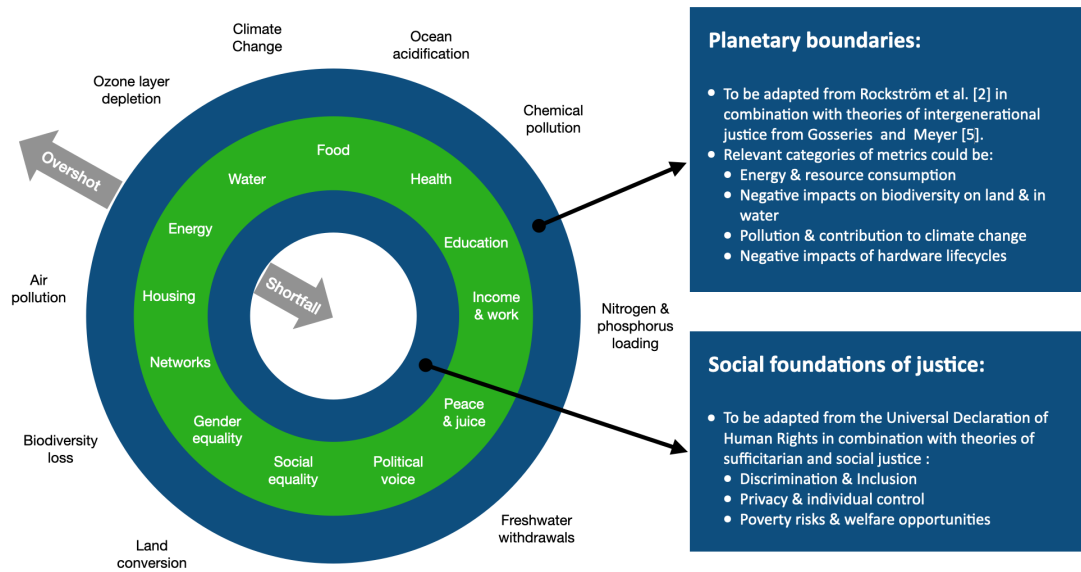 Climate
Change
Ocean
acidification
Ozone layer
depletion
Chemical
pollution
Overshot
Air
pollution
Nitrogen &
phosphorus
loading
Biodiversity
loss
Freshwater
withdrawals
Land
conversion
Food
Water
Health
Energy
Education
Housing
Income
& work
Networks
Peace
& juice
Gender
equality
Social
equality
Political
voice
Shortfall
Planetary boundaries:
• To be adapted from Rockström et al. [2] in
combination with theories of intergenerational
justice from Gosseries and Meyer [5].
• Relevant categories of metrics could be:
• Energy & resource consumption
• Negative impacts on biodiversity on land & in
water
• Pollution & contribution to climate change
• Negative impacts of hardware lifecycles
Social foundations of justice:
• To be adapted from the Universal Declaration of
Human Rights in combination with theories of
sufficitarian and social justice :
• Discrimination & Inclusion
• Privacy & individual control
• Poverty risks & welfare opportunities